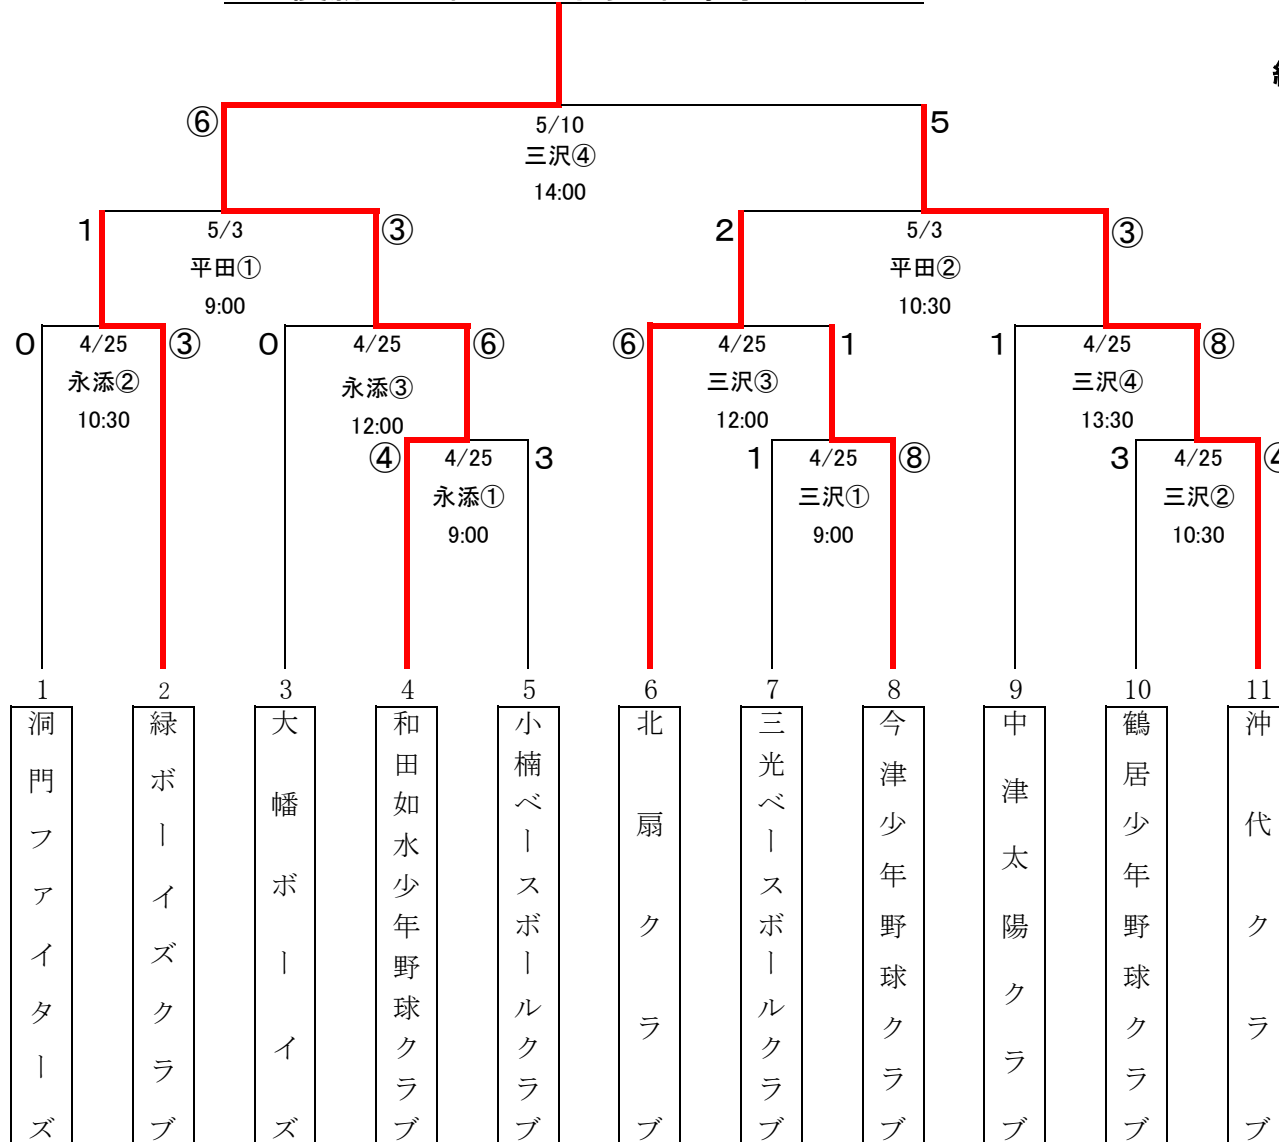 ⑥ 5
5/10
三沢④
14:00
1 ③ 2 ③
5/3 5/3
平田① 平田②
9:00 10:30
0 ③ 0 ⑥ ⑥ 1 1 ⑧
4/25 4/25 4/25 4/25
永添② 永添③ 三沢③ 三沢④
10:30 12:00 12:00 13:30
④ 3 1 ⑧ 3 ④
4/25 4/25 4/25
永添① 三沢① 三沢②
9:00 9:00 10:30
1 2 3 4 5 6 7 8 9 10 11
洞門ファイターズ
緑ボーイズクラブ
大幡ボーイズ
和田如水少年野球クラブ
小楠ベースボールクラブ
北扇クラブ
三光ベースボールクラブ
今津少年野球クラブ
中津太陽クラブ
鶴居少年野球クラブ
沖代クラブ